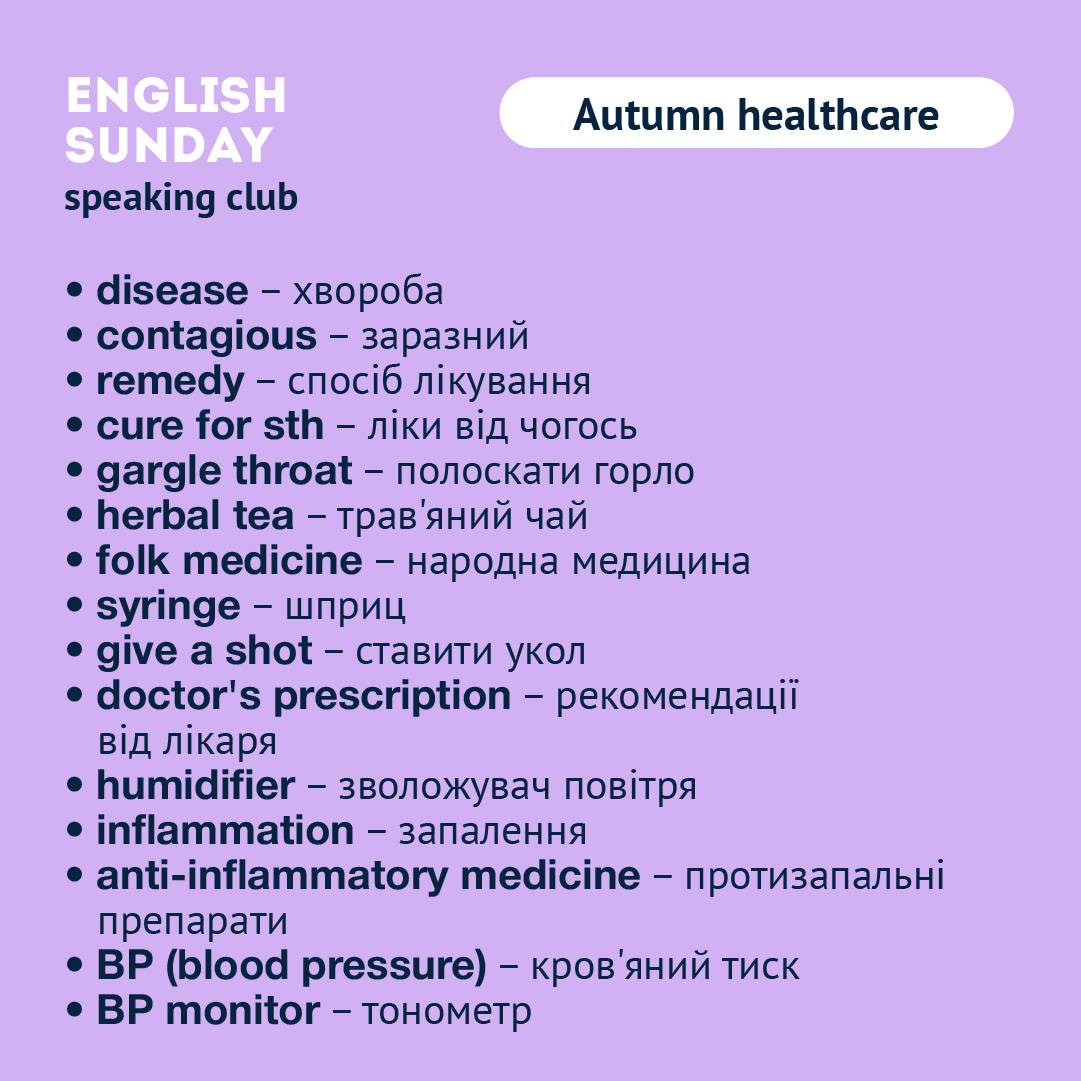 ENGLISH
SUNDAY
speaking club
Autumn healthcare
• disease – хвороба
• contagious – заразний
• remedy – спосіб лікування
• cure for sth – ліки від чогось
• gargle throat – полоскати горло
• herbal tea – трав'яний чай
• folk medicine – народна медицина
• syringe – шприц
• give a shot – ставити укол
• doctor's prescription – рекомендації
від лікаря
• humidifier – зволожувач повітря
• inflammation – запалення
• anti-inflammatory medicine – протизапальні
препарати
• BP (blood pressure) – кров'яний тиск
• BP monitor – тонометр